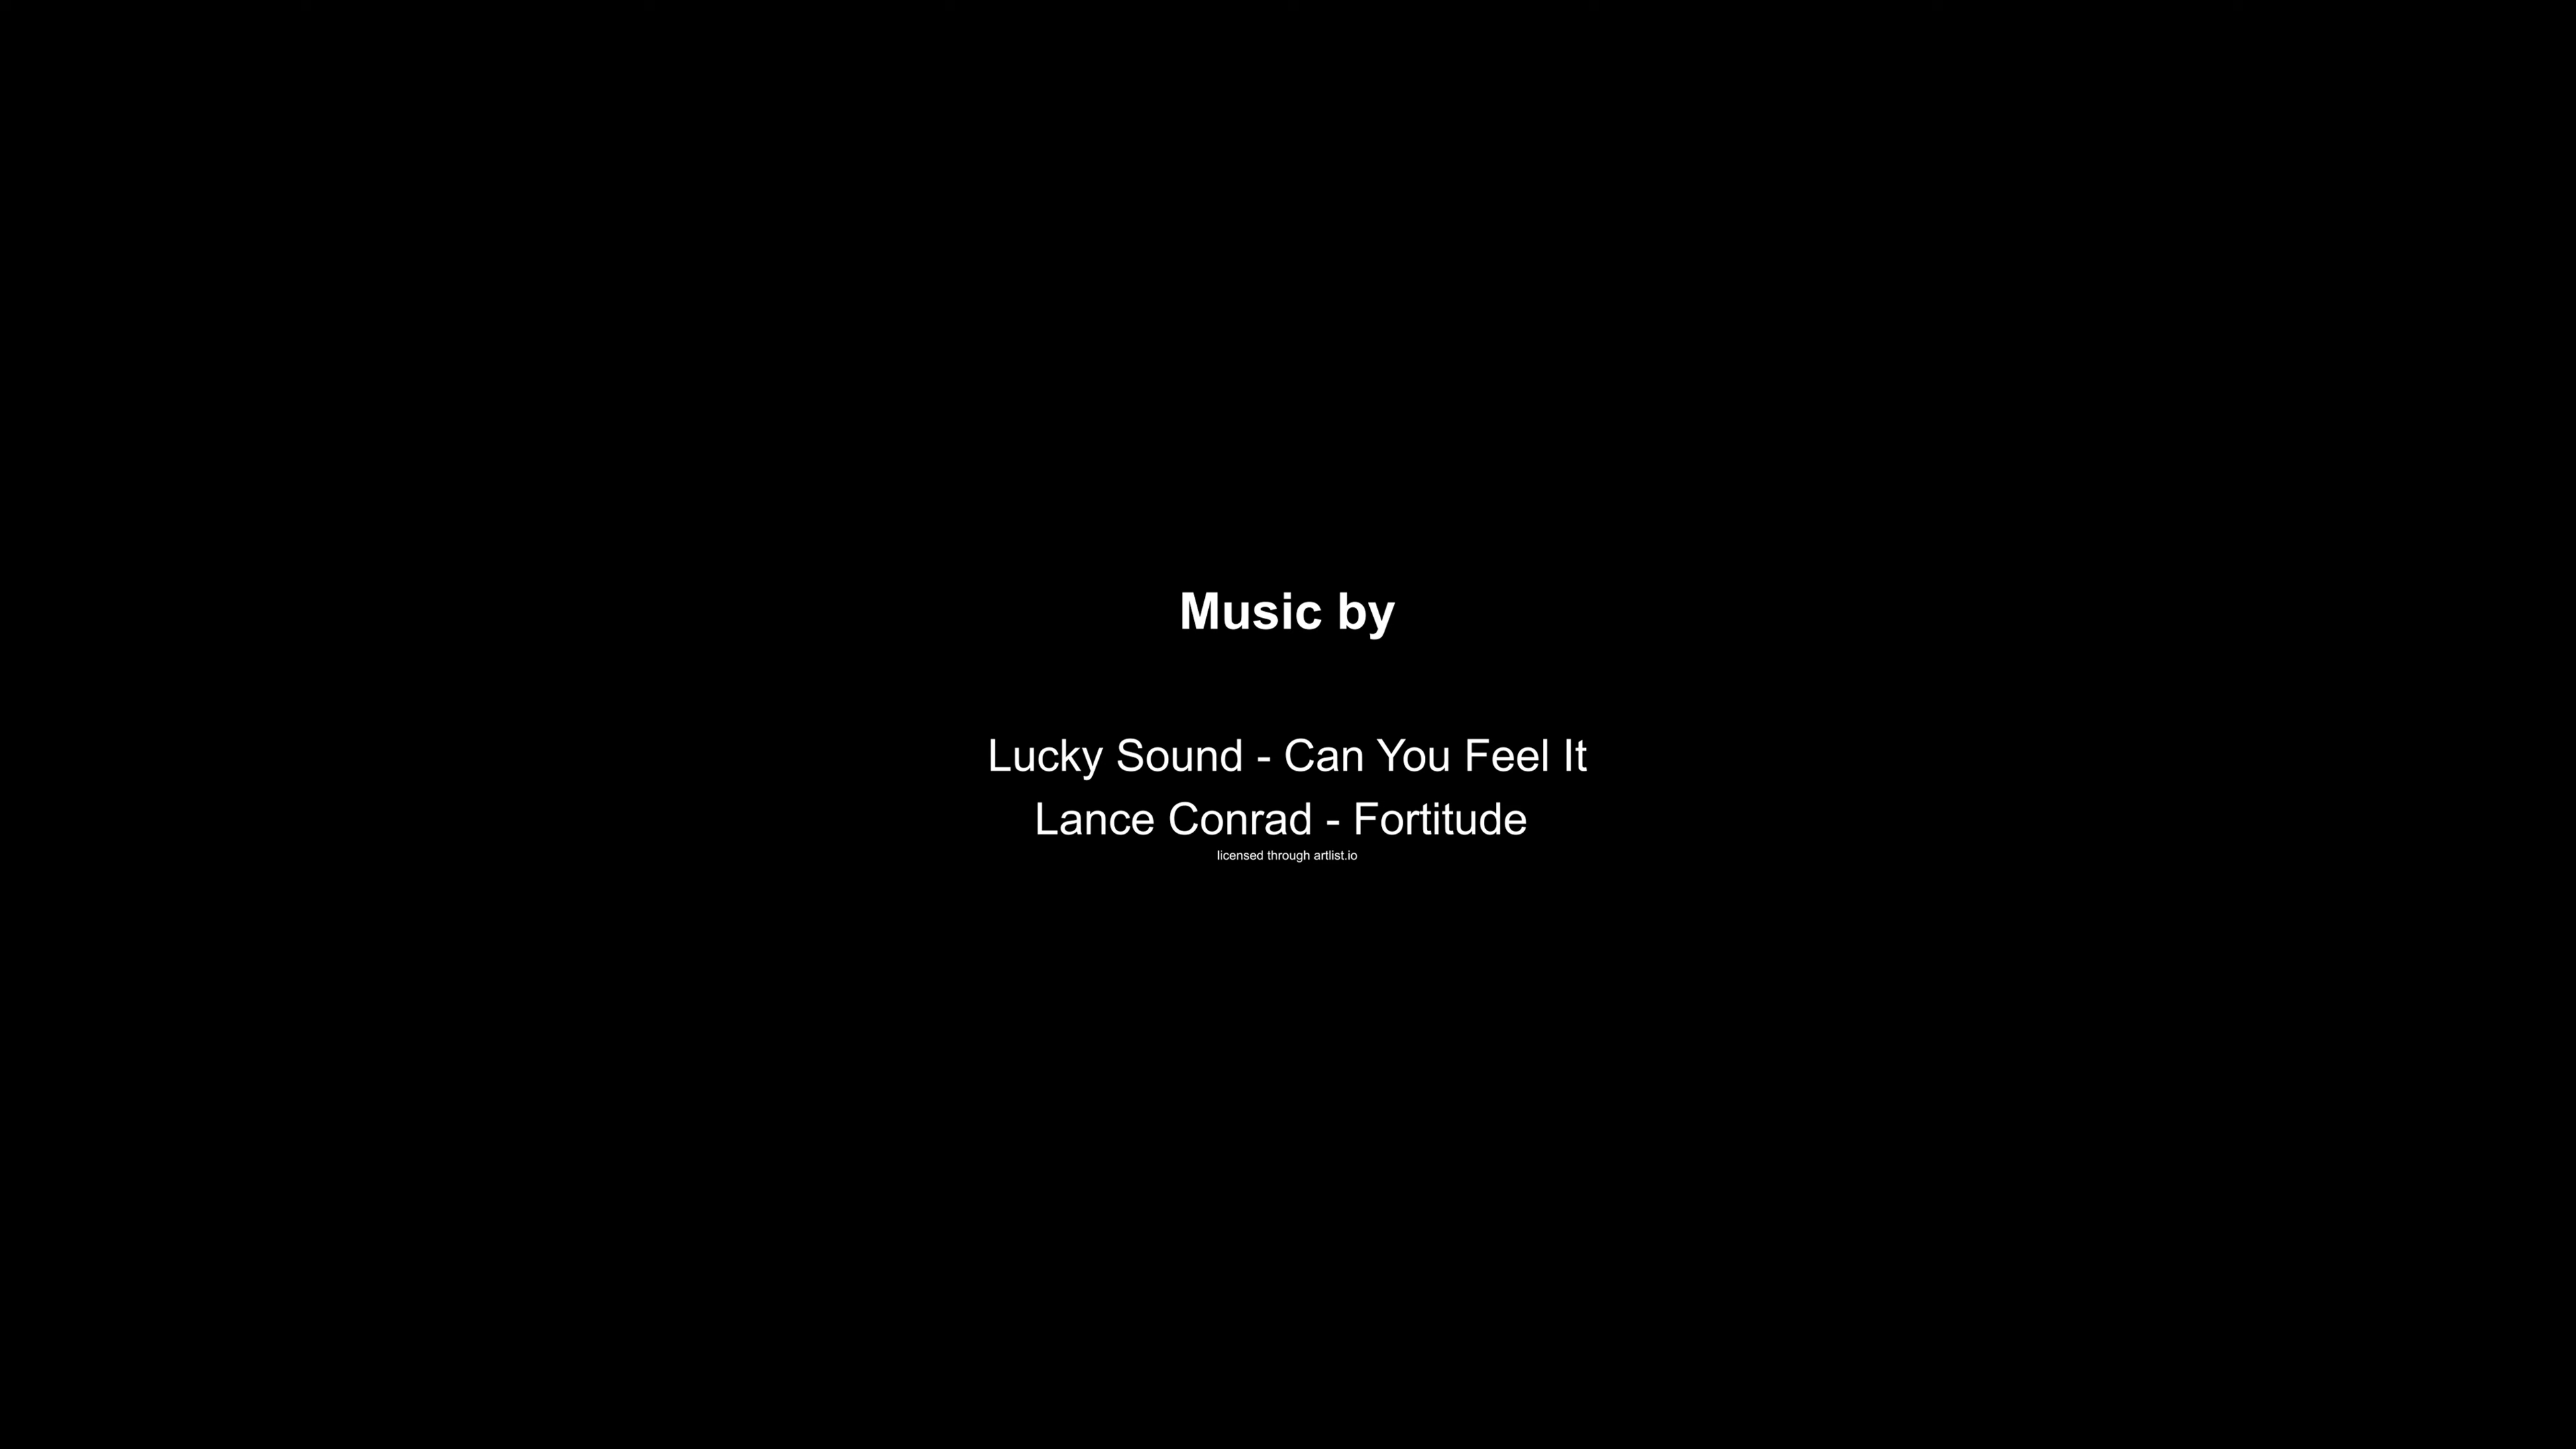 Music by
Lucky Sound - Can You Feel It
Lance Conrad - Fortitude
licensed through artlist.io